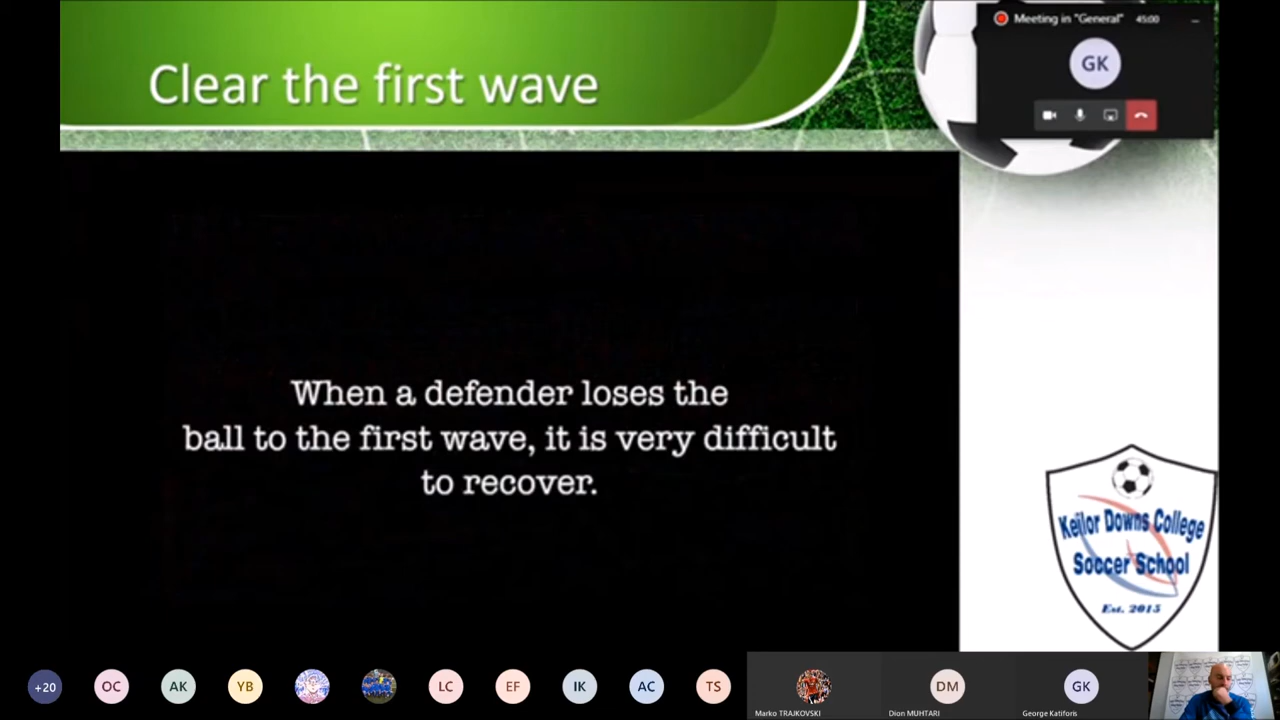 Clear the first wave
Meeting in "General" 45:00
GK
When a defender loses the
ball to the first wave, it is very difficult
to recover.
Keilor Downs College
Soccer School
Est. 2015
+20
OC
AK
YB
LC
EF
IK
AC
TS
Marko TRAJKOVSKI
DM
Dion MUHTARI
GK
George Katiforis